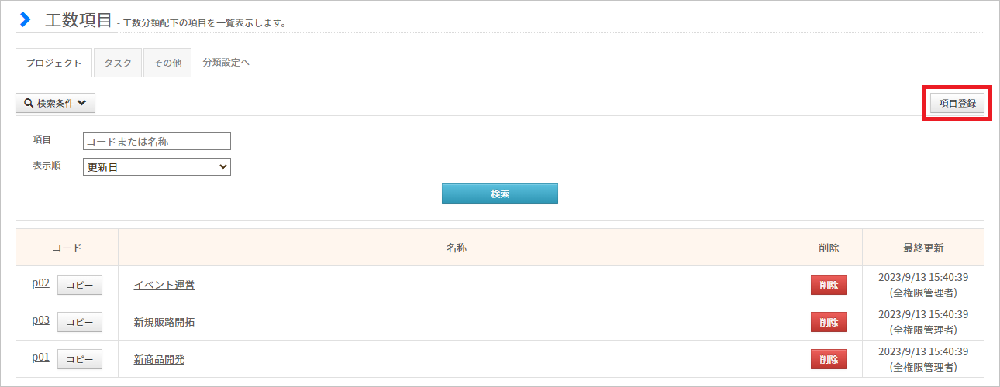 工数項目 - 工数分類配下の項目を一覧表示します。
プロジェクト タスク その他 分類設定へ
検索条件 項目登録
項目 コードまたは名称
表示順 更新日
検索
コード 名称 削除 最終更新
p02 コピー イベント運営 削除 2023/9/13 15:40:39
(全権限管理者)
p03 コピー 新規販路開拓 削除 2023/9/13 15:40:39
(全権限管理者)
p01 コピー 新商品開発 削除 2023/9/13 15:40:39
(全権限管理者)